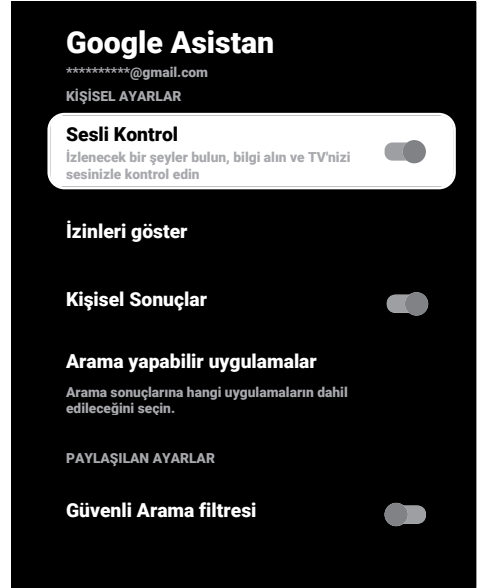 Google Asistan
**********@gmail.com
KİŞİSEL AYARLAR
Sesli Kontrol
İzlenecek bir şeyler bulun, bilgi alın ve TV'nizi
sesinizle kontrol edin
İzinleri göster
Kişisel Sonuçlar
Arama yapabilir uygulamalar
Arama sonuçlarına hangi uygulamaların dahil
edileceğini seçin.
PAYLAŞILAN AYARLAR
Güvenli Arama filtresi